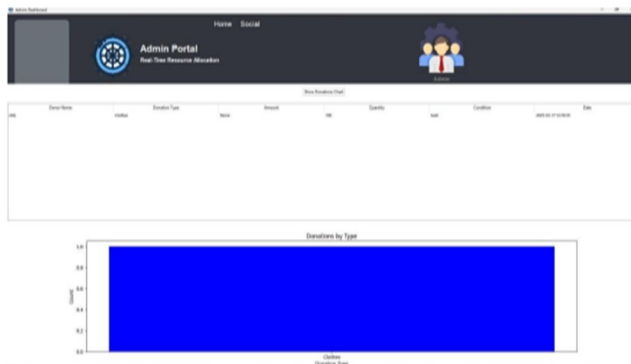 Admin Dashboard
Home Social
Admin Portal
Real-Time Resource Allocation
Admin
Show Donations Chart
Donor Name Donation Type Amount Quantity Condition Date
Clothes None 100
Donations by Type
1.0
0.8
0.6
Count
0.4
0.2
0.0
Clothes
Donation Type